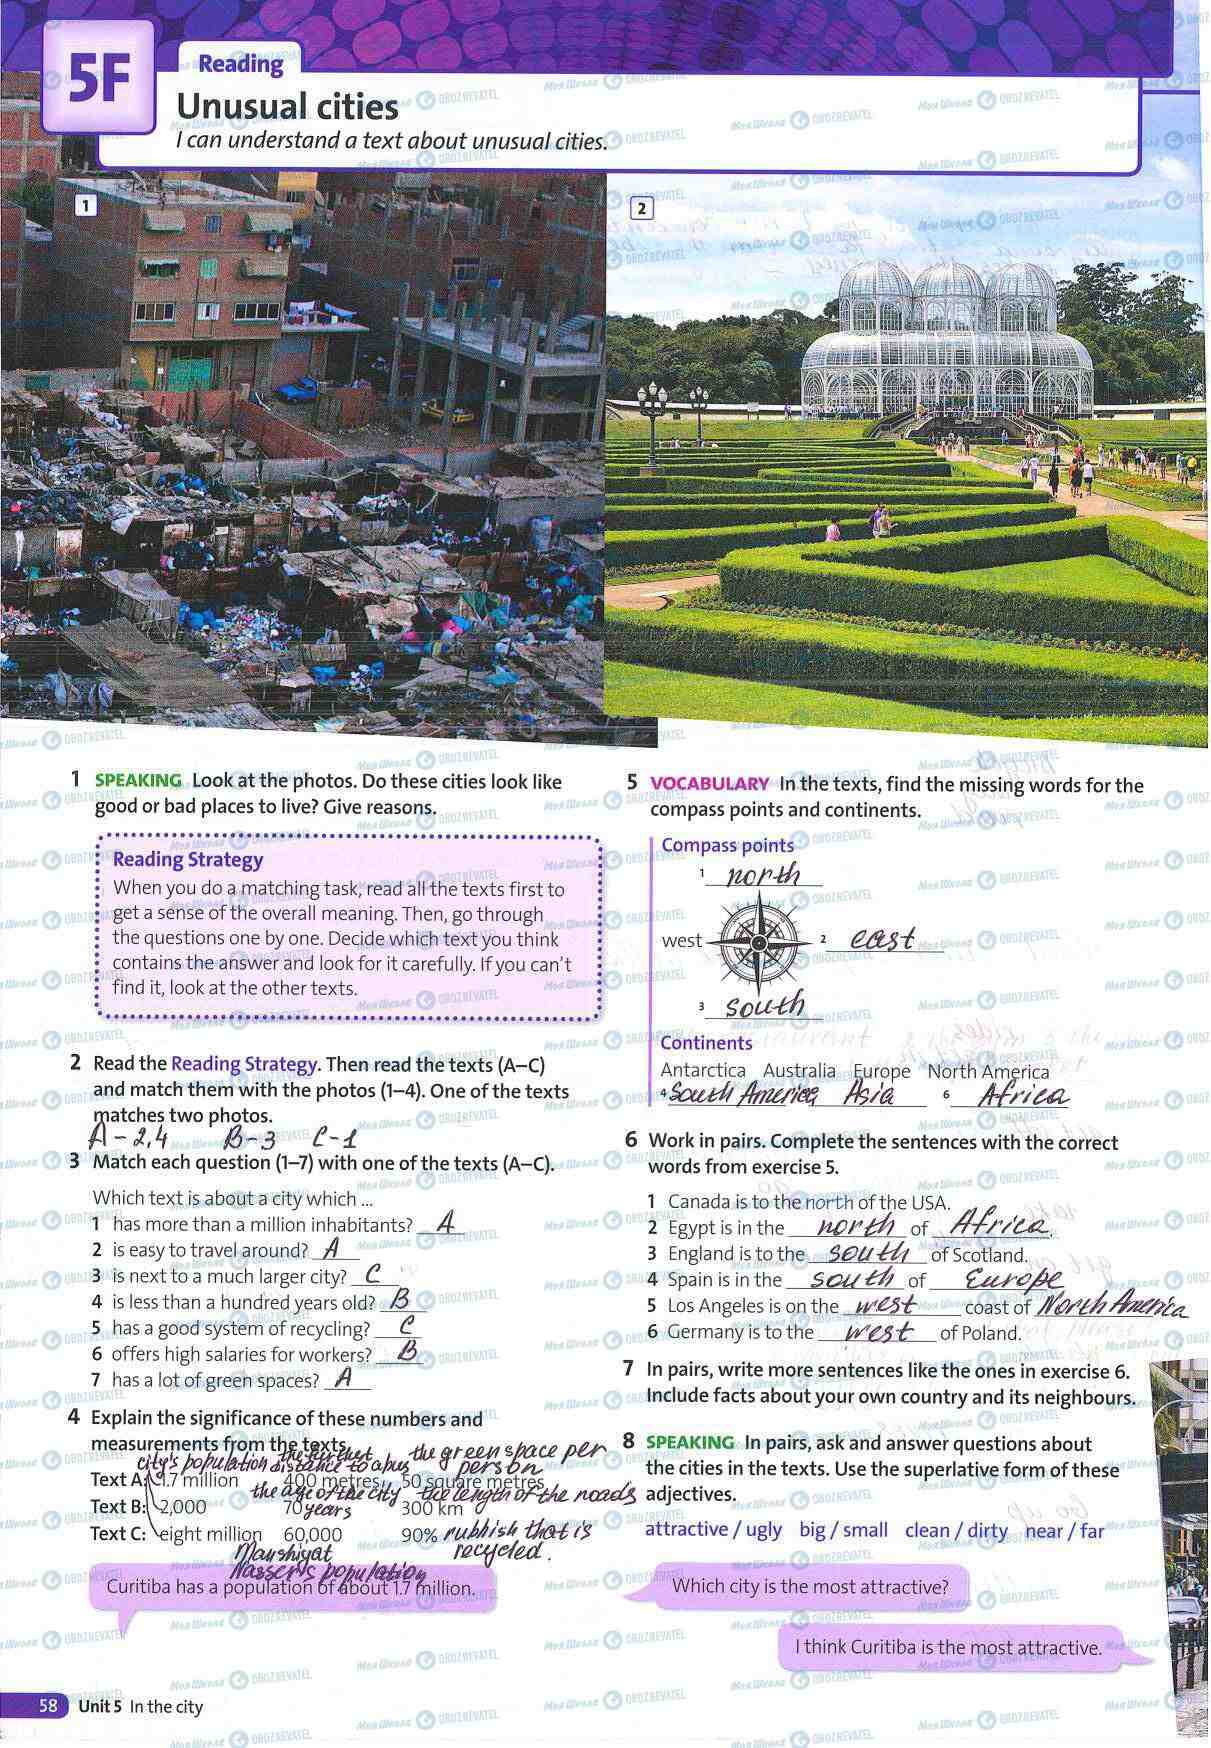 5F
Reading
Unusual cities
I can understand a text about unusual cities.
1
2
1 SPEAKING Look at the photos. Do these cities look like
good or bad places to live? Give reasons.
Reading Strategy
When you do a matching task, read all the texts first to
get a sense of the overall meaning. Then, go through
the questions one by one. Decide which text you think
contains the answer and look for it carefully. If you can't
find it, look at the other texts.
2 Read the Reading Strategy. Then read the texts (A–C)
and match them with the photos (1–4). One of the texts
matches two photos.
A – 2,4 B – 3 C – 1
3 Match each question (1–7) with one of the texts (A–C).
Which text is about a city which ...
1 has more than a million inhabitants? A
2 is easy to travel around? A
3 is next to a much larger city? C
4 is less than a hundred years old? B
5 has a good system of recycling? C
6 offers high salaries for workers? B
7 has a lot of green spaces? A
4 Explain the significance of these numbers and
measurements from the texts.
city's population the furthest distance to a bus the green space per person
Text A: 1.7 million 400 metres 50 square metres
the age of the city the length of the roads
Text B: 2,000 70 years 300 km
Text C: eight million 60,000 90% rubbish that is
Manshiyat recycled.
Nasser's population
Curitiba has a population of about 1.7 million.
5 VOCABULARY In the texts, find the missing words for the
compass points and continents.
Compass points
1 north
west 2 east
3 south
Continents
Antarctica Australia Europe North America
4 South America, Asia 6 Africa
6 Work in pairs. Complete the sentences with the correct
words from exercise 5.
1 Canada is to the north of the USA.
2 Egypt is in the north of Africa.
3 England is to the south of Scotland.
4 Spain is in the south of Europe
5 Los Angeles is on the west coast of North America
6 Germany is to the west of Poland.
7 In pairs, write more sentences like the ones in exercise 6.
Include facts about your own country and its neighbours.
8 SPEAKING In pairs, ask and answer questions about
the cities in the texts. Use the superlative form of these
adjectives.
attractive / ugly big / small clean / dirty near / far
Which city is the most attractive?
I think Curitiba is the most attractive.
58 Unit 5 In the city